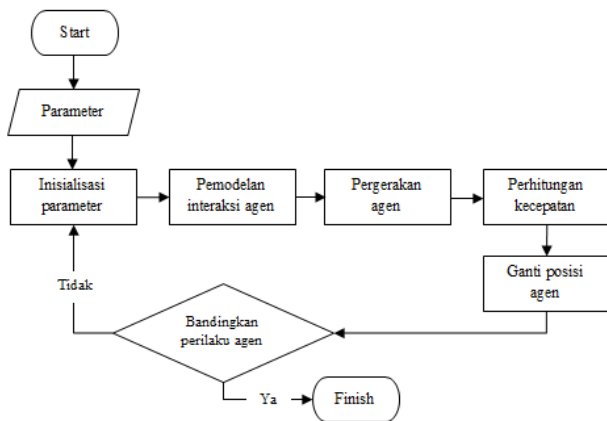 Start
Parameter
Inisialisasi
parameter
Pemodelan
interaksi agen
Pergerakan
agen
Perhitungan
kecepatan
Ganti posisi
agen
Tidak
Bandingkan
perilaku agen
Ya
Finish